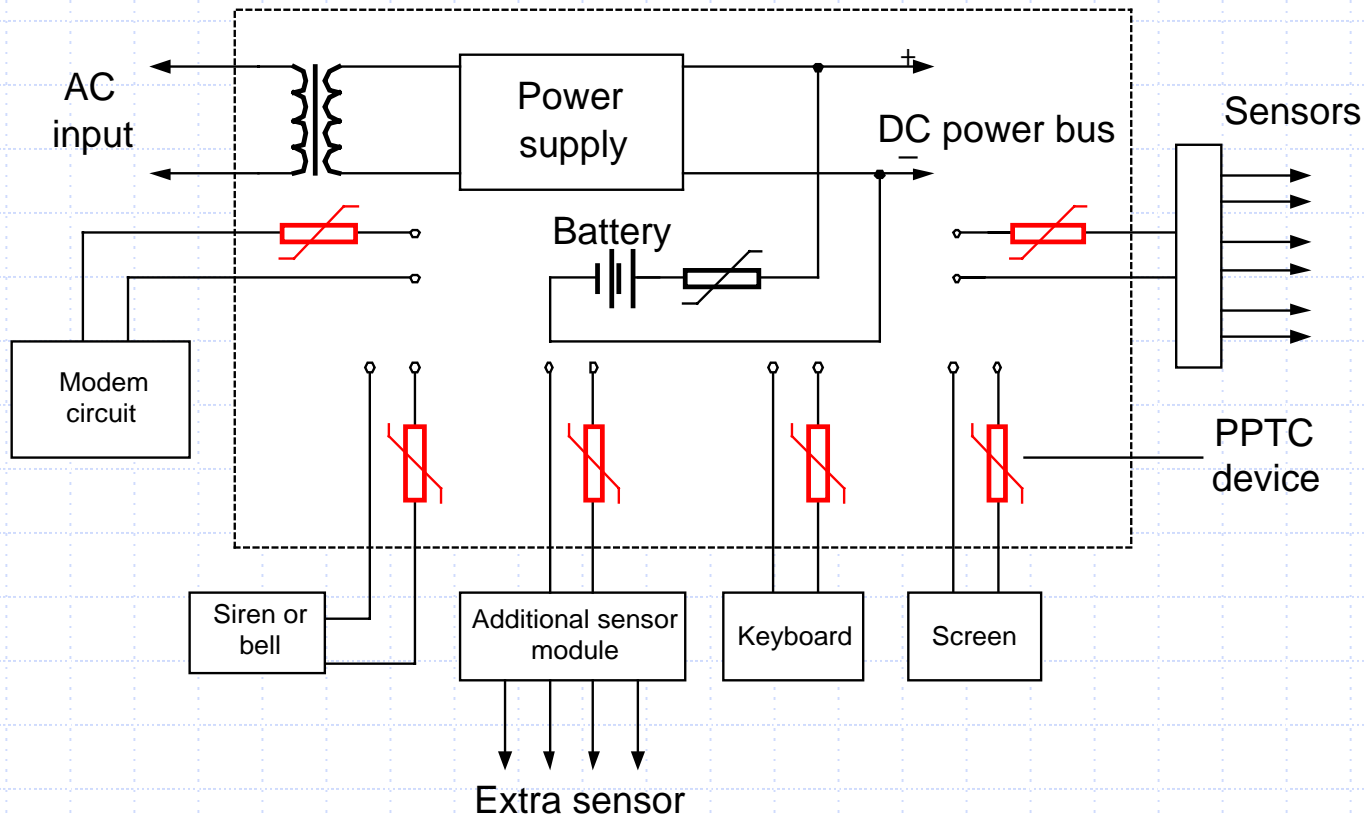 AC
input
Power
supply
+
DC power bus
−
Sensors
Battery
Modem
circuit
PPTC
device
Siren or
bell
Additional sensor
module
Keyboard
Screen
Extra sensor